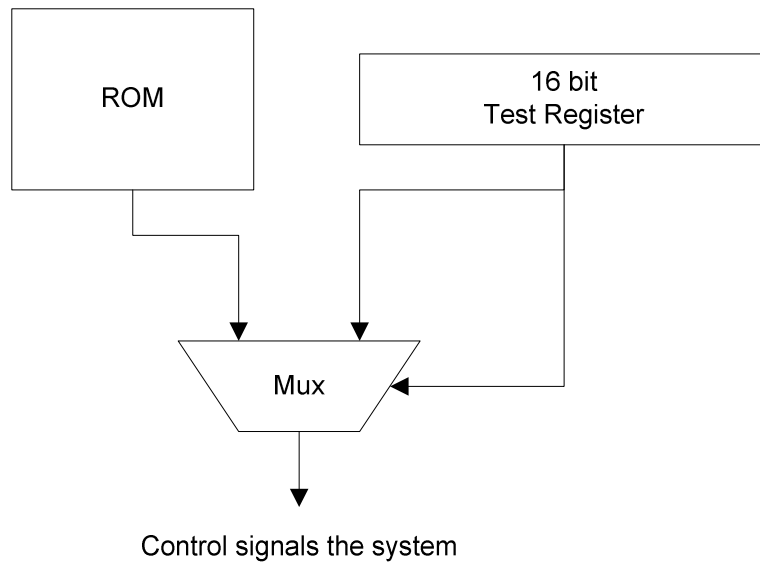 ROM
16 bit
Test Register
Mux
Control signals the system